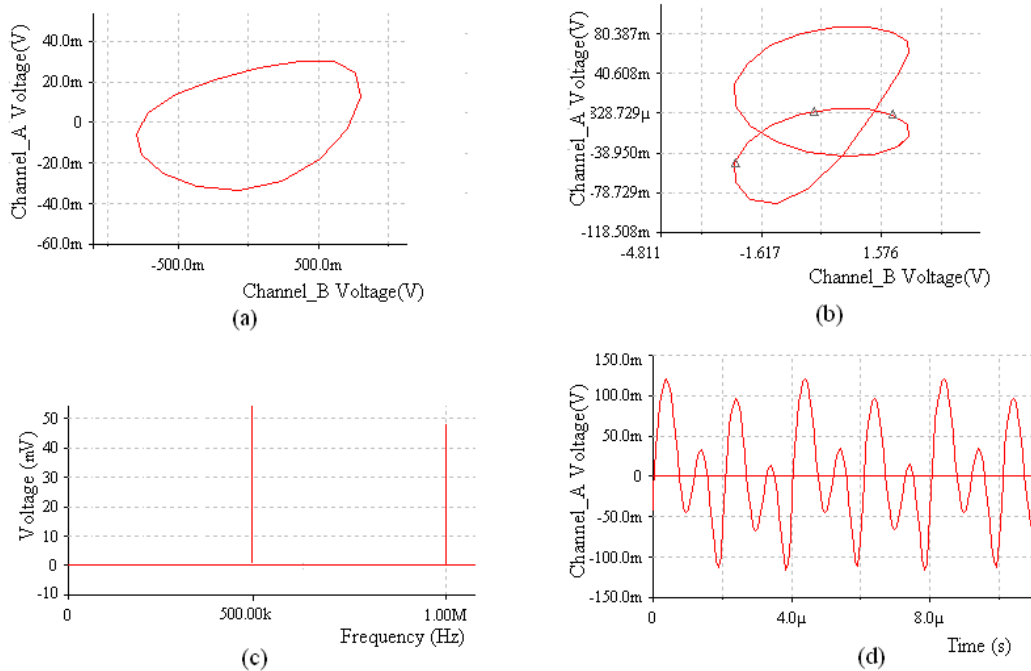 40.0m
20.0m
0
-20.0m
-40.0m
-60.0m
Channel_A Voltage(V)
-500.0m
500.0m
Channel_B Voltage(V)
(a)
80.387m
40.608m
828.729µ
-38.950m
-78.729m
-118.508m
Channel_A Voltage(V)
-4.811
-1.617
1.576
Channel_B Voltage(V)
(b)
50
40
30
20
10
0
-10
Voltage (mV)
0
500.00k
1.00M
Frequency (Hz)
(c)
150.0m
100.0m
50.0m
0
-50.0m
-100.0m
-150.0m
Channel_A Voltage(V)
0
4.0µ
8.0µ
Time (s)
(d)